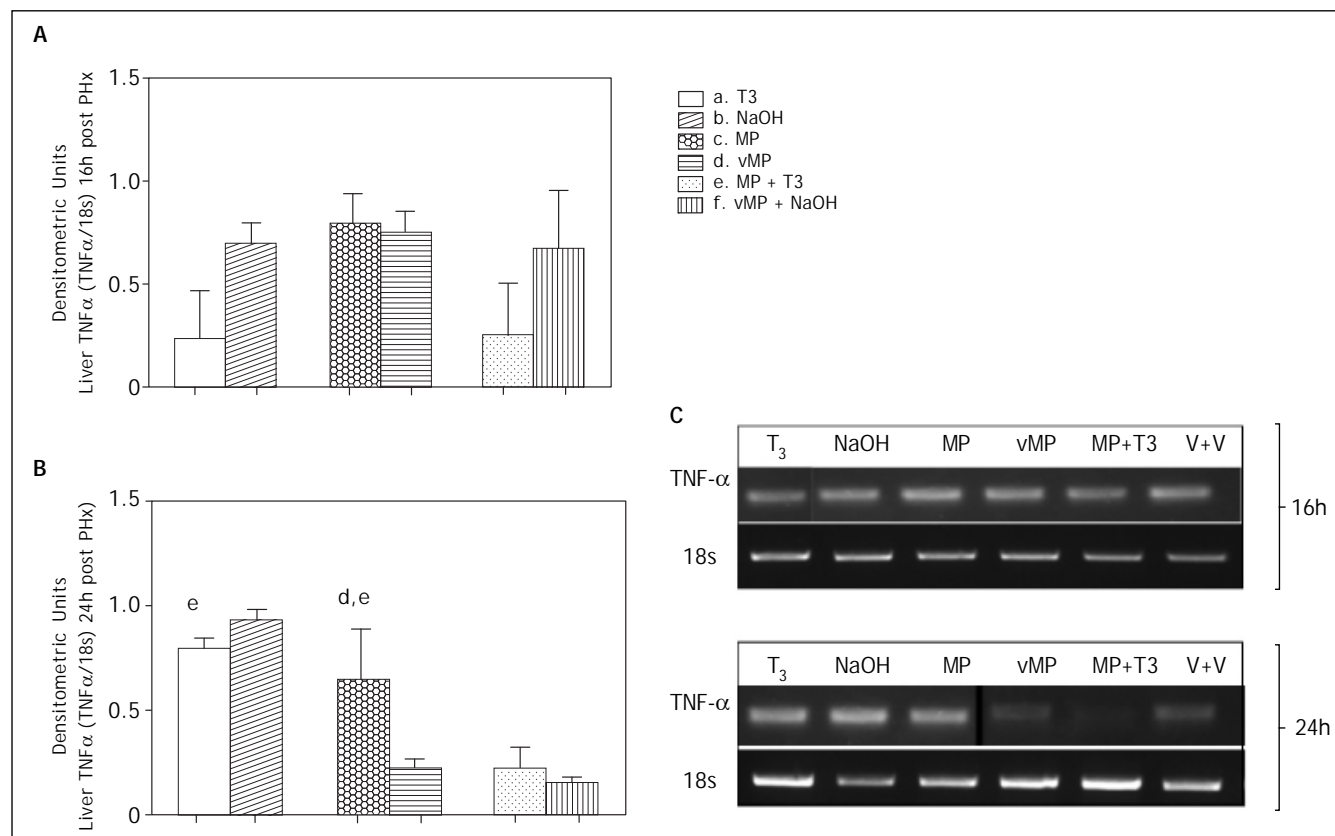 A
Densitometric Units
Liver TNFα (TNFα/18s) 16h post PHx
1.5
1.0
0.5
0
a. T3
b. NaOH
c. MP
d. vMP
e. MP + T3
f. vMP + NaOH
B
Densitometric Units
Liver TNFα (TNFα/18s) 24h post PHx)
1.5
1.0
0.5
0
e
d,e
C
T₃ NaOH MP vMP MP+T3 V+V
TNF-α
18s
16h
T₃ NaOH MP vMP MP+T3 V+V
TNF-α
18s
24h